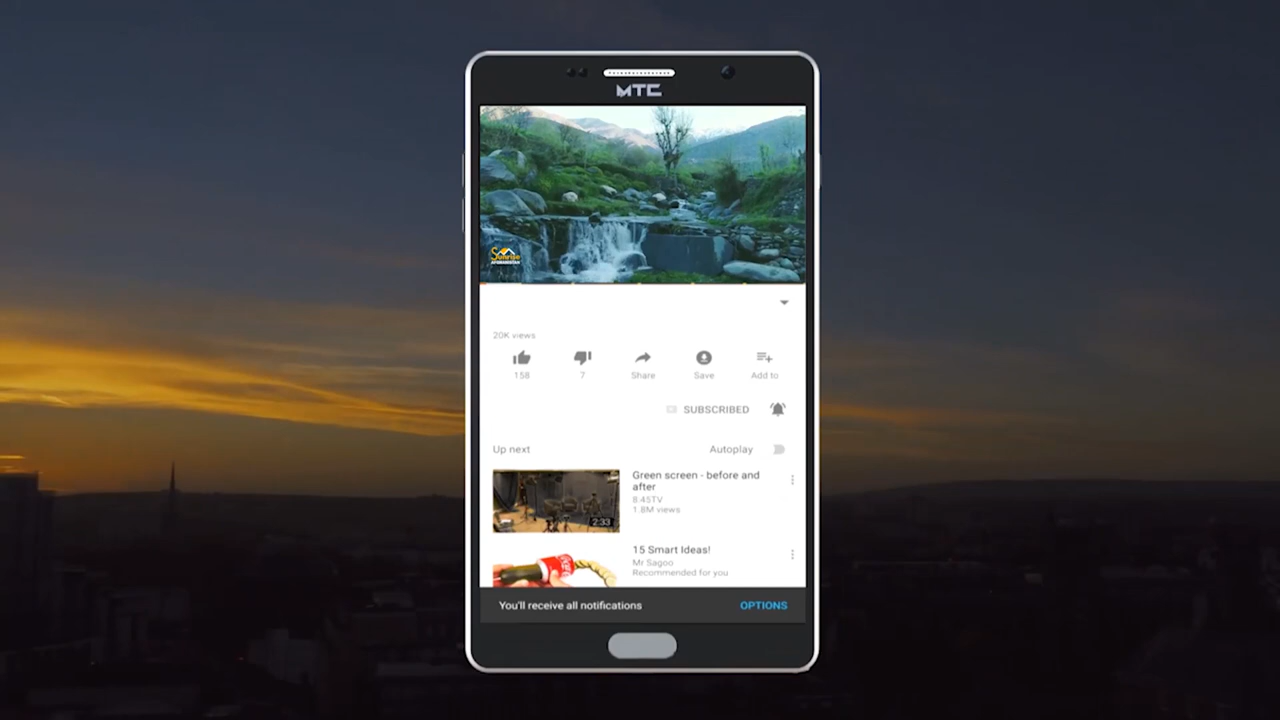 MTC
Sunrise
AFGHANISTAN
20K views
158
7
Share
Save
Add to
SUBSCRIBED
Up next
Autoplay
Green screen - before and
after
8:45TV
1.8M views
2:33
15 Smart Ideas!
Mr Sagoo
Recommended for you
You'll receive all notifications
OPTIONS